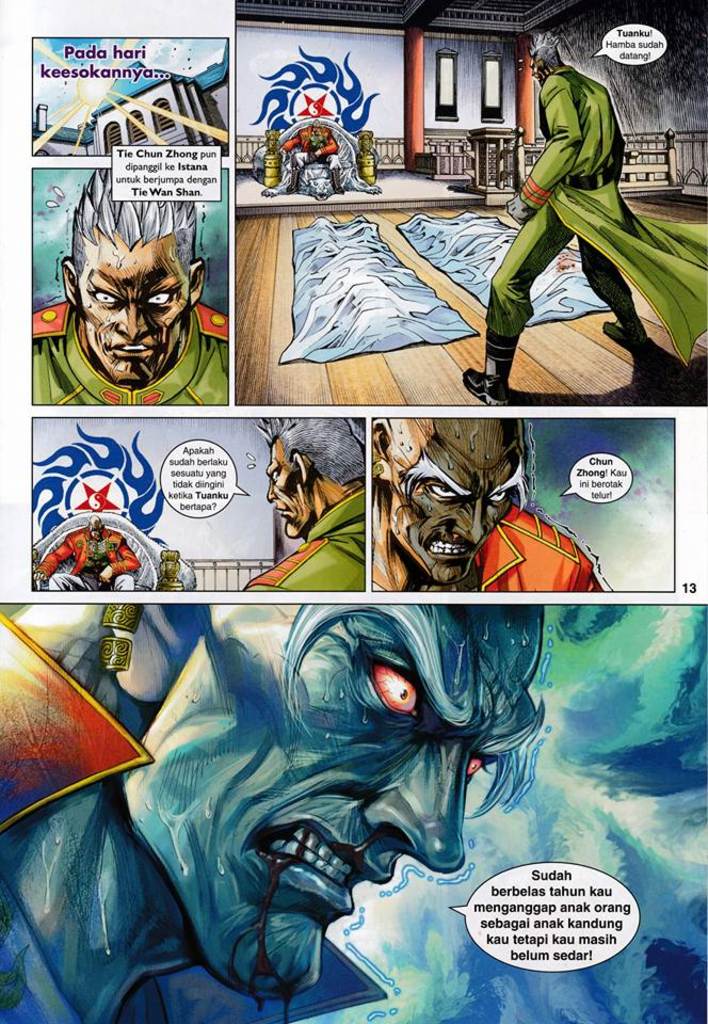 Pada hari
keesokannya...
Tie Chun Zhong pun
dipanggil ke Istana
untuk berjumpa dengan
Tie Wan Shan.
Tuanku!
Hamba sudah
datang!
Apakah
sudah berlaku
sesuatu yang
tidak diingini
ketika Tuanku
bertapa?
Chun
Zhong! Kau
ini berotak
telur!
13
Sudah
berbelas tahun kau
menganggap anak orang
sebagai anak kandung
kau tetapi kau masih
belum sedar!